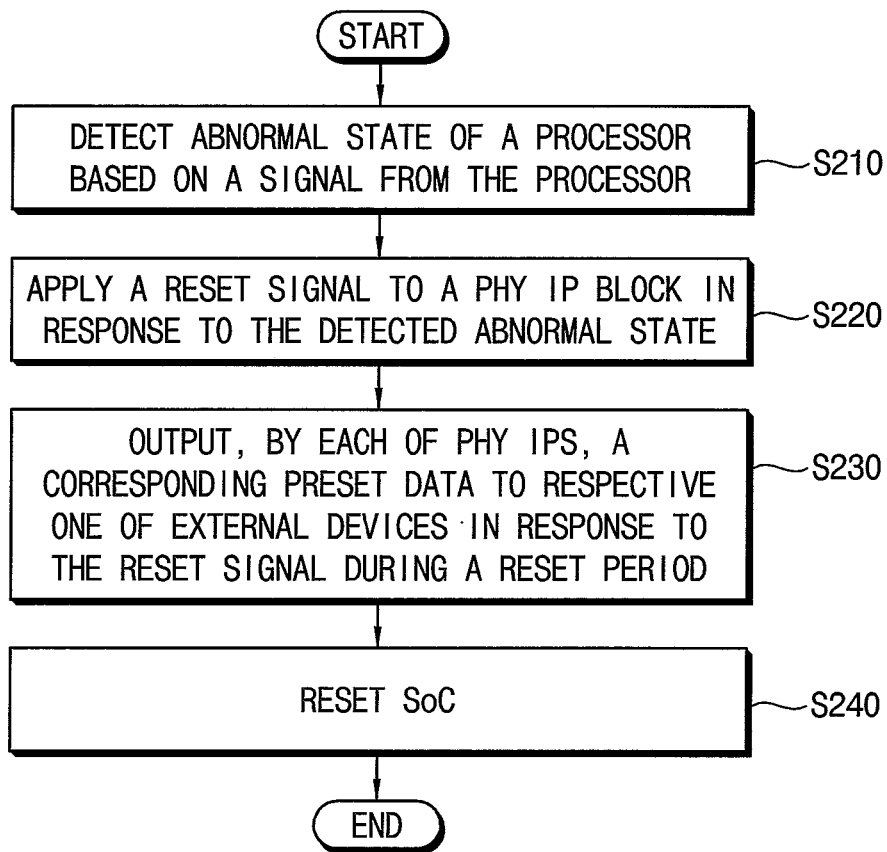 START
DETECT ABNORMAL STATE OF A PROCESSOR
BASED ON A SIGNAL FROM THE PROCESSOR
S210
APPLY A RESET SIGNAL TO A PHY IP BLOCK IN
RESPONSE TO THE DETECTED ABNORMAL STATE
S220
OUTPUT, BY EACH OF PHY IPS, A
CORRESPONDING PRESET DATA TO RESPECTIVE
ONE OF EXTERNAL DEVICES IN RESPONSE TO
THE RESET SIGNAL DURING A RESET PERIOD
S230
RESET SoC
S240
END